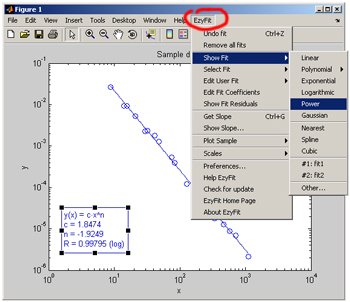 Figure 1
File Edit View Insert Tools Desktop Window Help EzyFit
Undo fit Ctrl+Z
Remove all fits
Show Fit
Select Fit
Edit User Fit
Edit Fit Coefficients
Show Fit Residuals
Get Slope Ctrl+G
Show Slope...
Plot Sample
Scales
Preferences...
Help EzyFit
Check for update
EzyFit Home Page
About EzyFit
Linear
Polynomial
Exponential
Logarithmic
Power
Gaussian
Nearest
Spline
Cubic
#1: fit1
#2: fit2
Other...
Sample d
10^-1
10^-2
10^-3
10^-4
10^-5
10^-6
y
y(x) = c·x^n
c = 1.8474
n = -1.9249
R = 0.99795 (log)
10^0 10^1 10^2 10^3 10^4
x